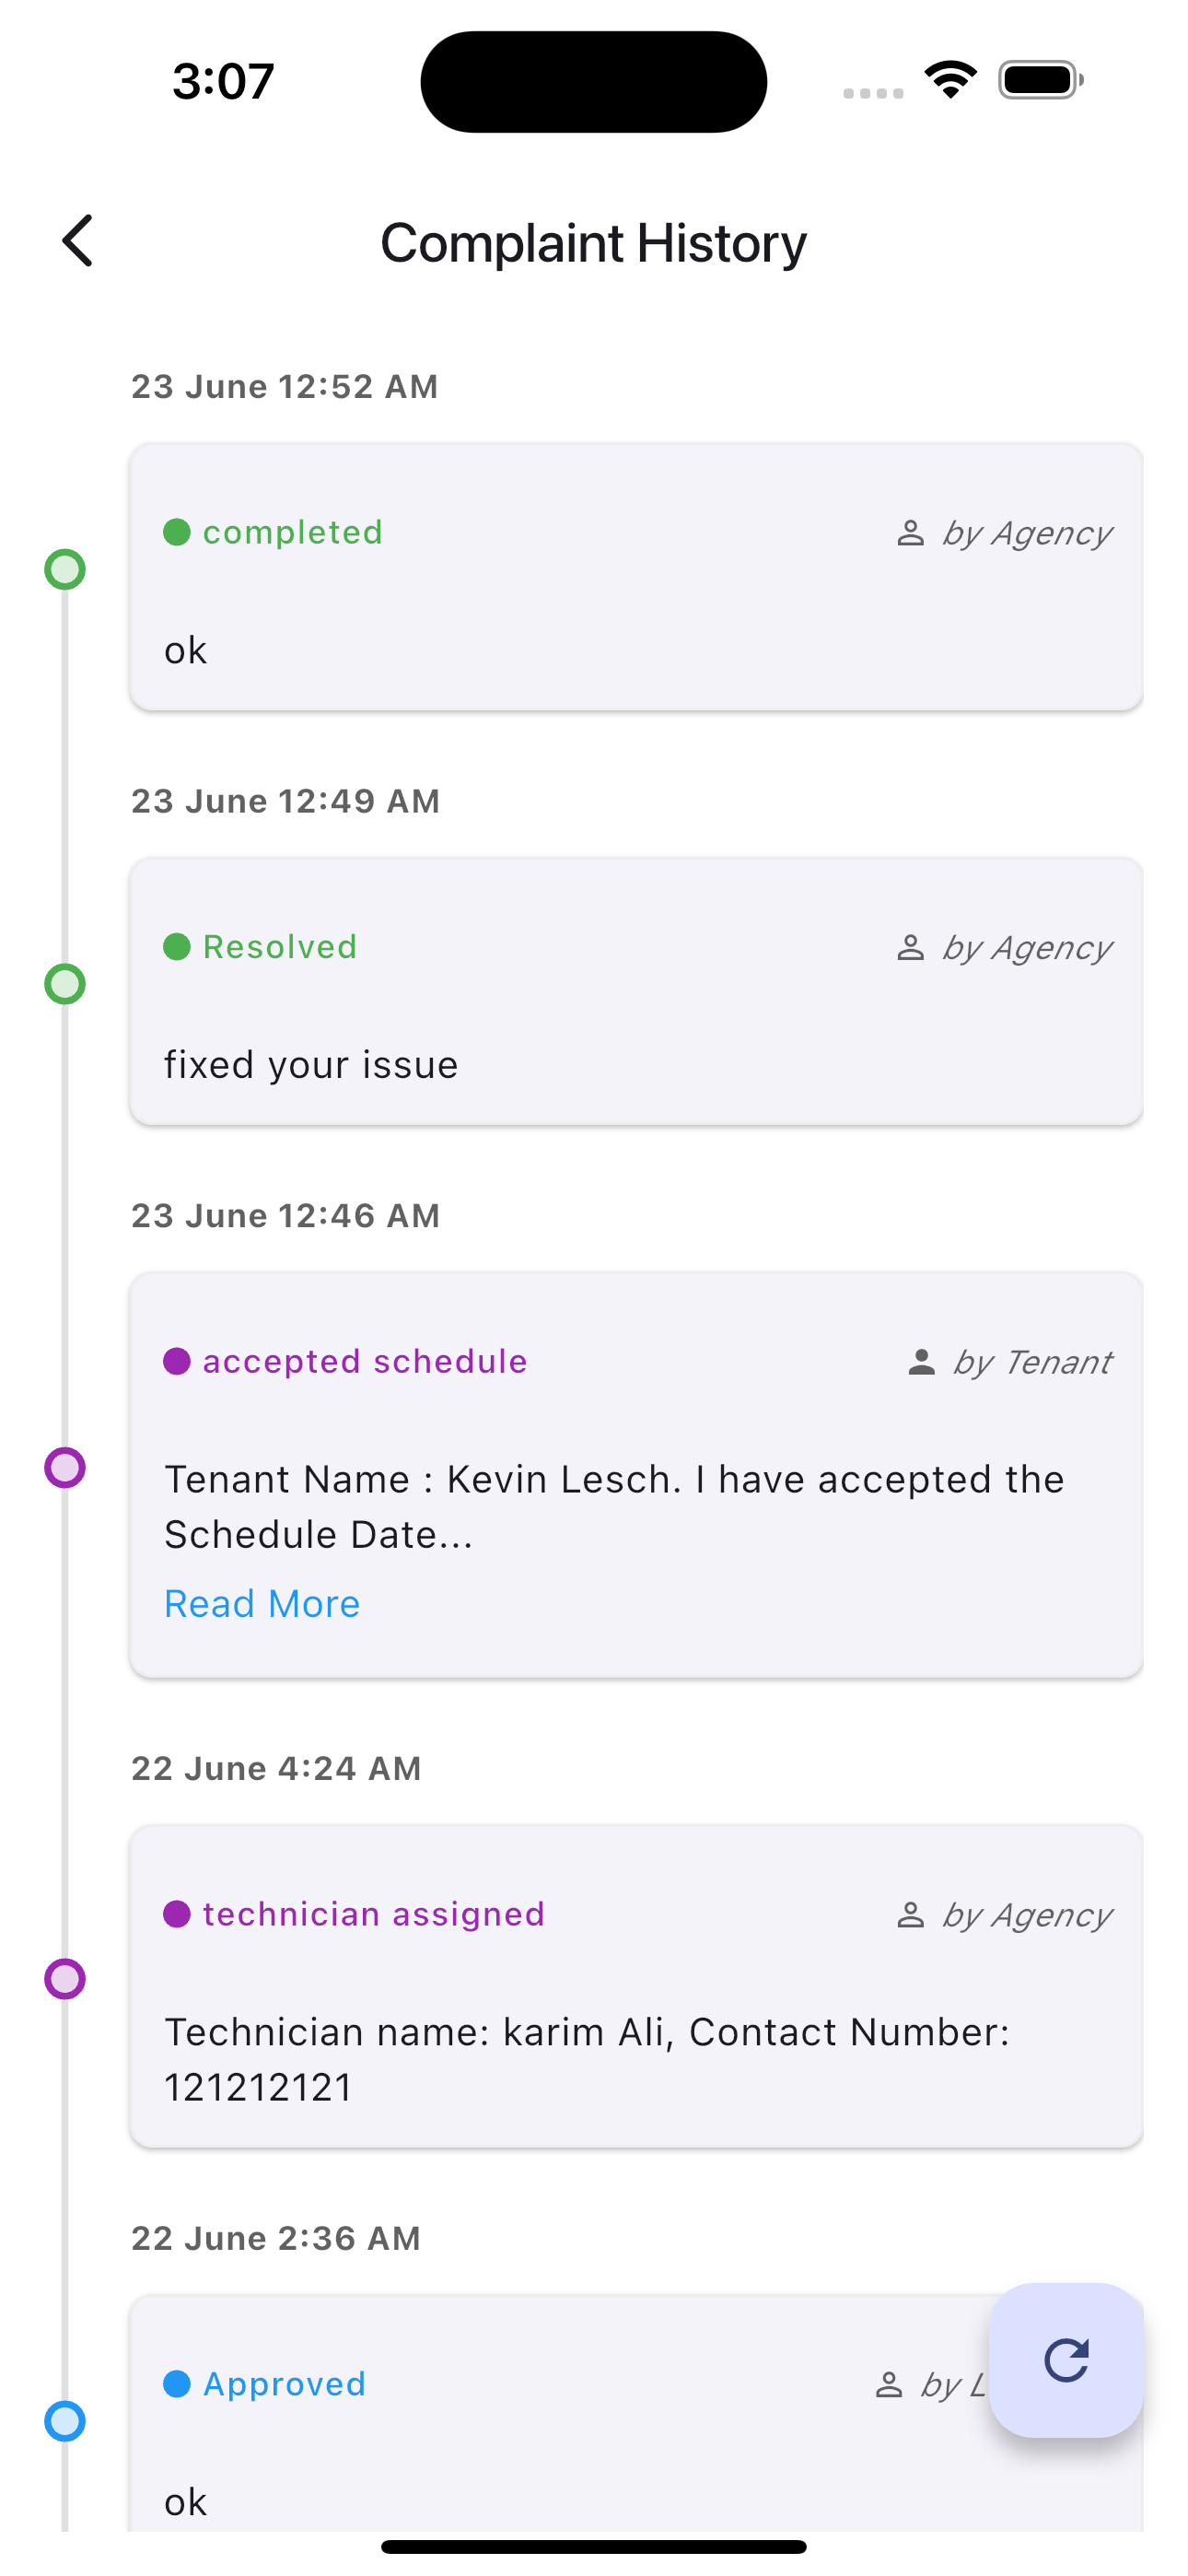 3:07
Complaint History
23 June 12:52 AM
completed by Agency
ok
23 June 12:49 AM
Resolved by Agency
fixed your issue
23 June 12:46 AM
accepted schedule by Tenant
Tenant Name : Kevin Lesch. I have accepted the
Schedule Date...
Read More
22 June 4:24 AM
technician assigned by Agency
Technician name: karim Ali, Contact Number:
121212121
22 June 2:36 AM
Approved by
ok